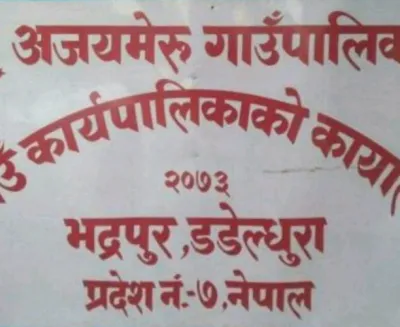 अजयमेरु गाउँपालिक
कार्यपालिकाको कार्या
२०७३
भद्रपुर,डडेल्धुरा
प्रदेश नं.-७,नेपाल